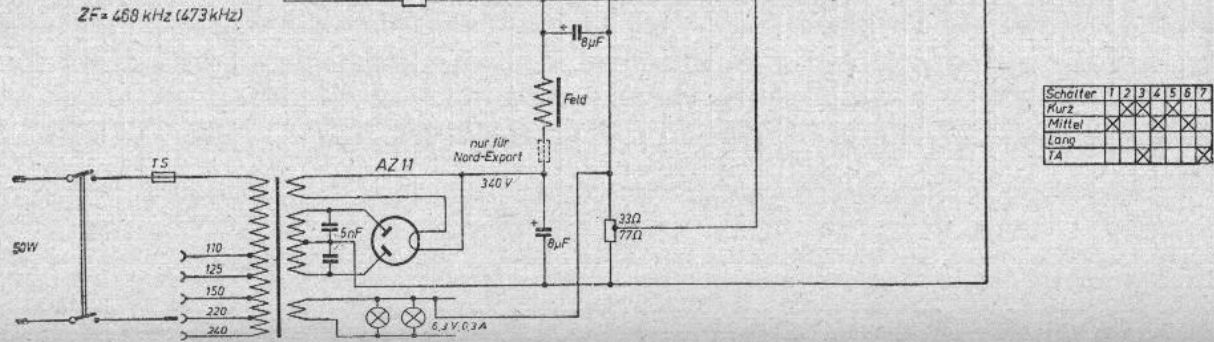 ZF= 468 kHz (473 kHz)
8µF
Feld
nur für
Nord-Export
340 V
TS
AZ 11
5nF
8µF
33Ω
77Ω
50W
110
125
150
220
240
6,3 V, 0,3 A
Schalter 1 2 3 4 5 6 7
Kurz
Mittel
Lang
TA